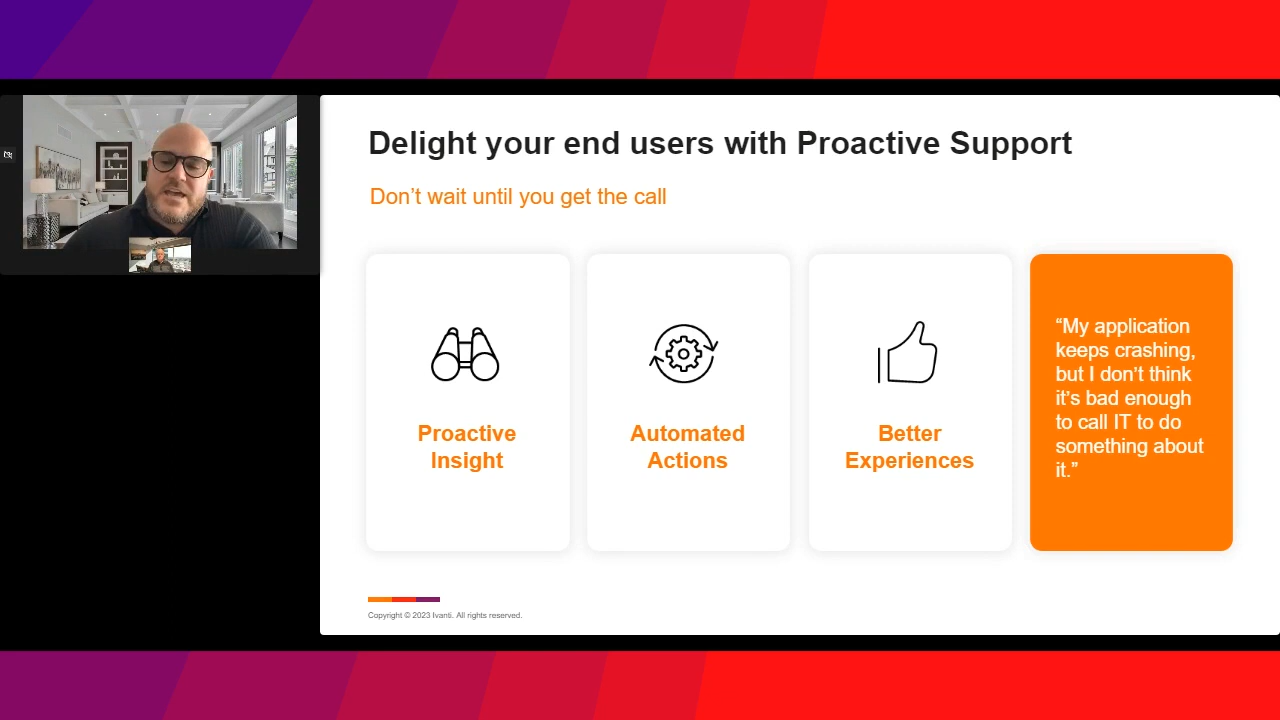 Delight your end users with Proactive Support
Don’t wait until you get the call
Proactive
Insight
Automated
Actions
Better
Experiences
“My application
keeps crashing,
but I don’t think
it’s bad enough
to call IT to do
something about
it.”
Copyright © 2023 Ivanti. All rights reserved.